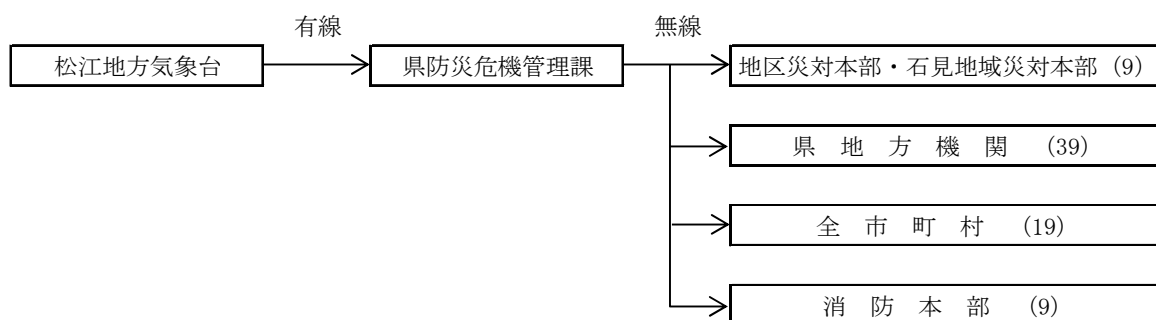 有線
無線
松江地方気象台
県防災危機管理課
地区災対本部・石見地域災対本部（9）
県　地　方　機　関　（39）
全　市　町　村　（19）
消　防　本　部　（9）